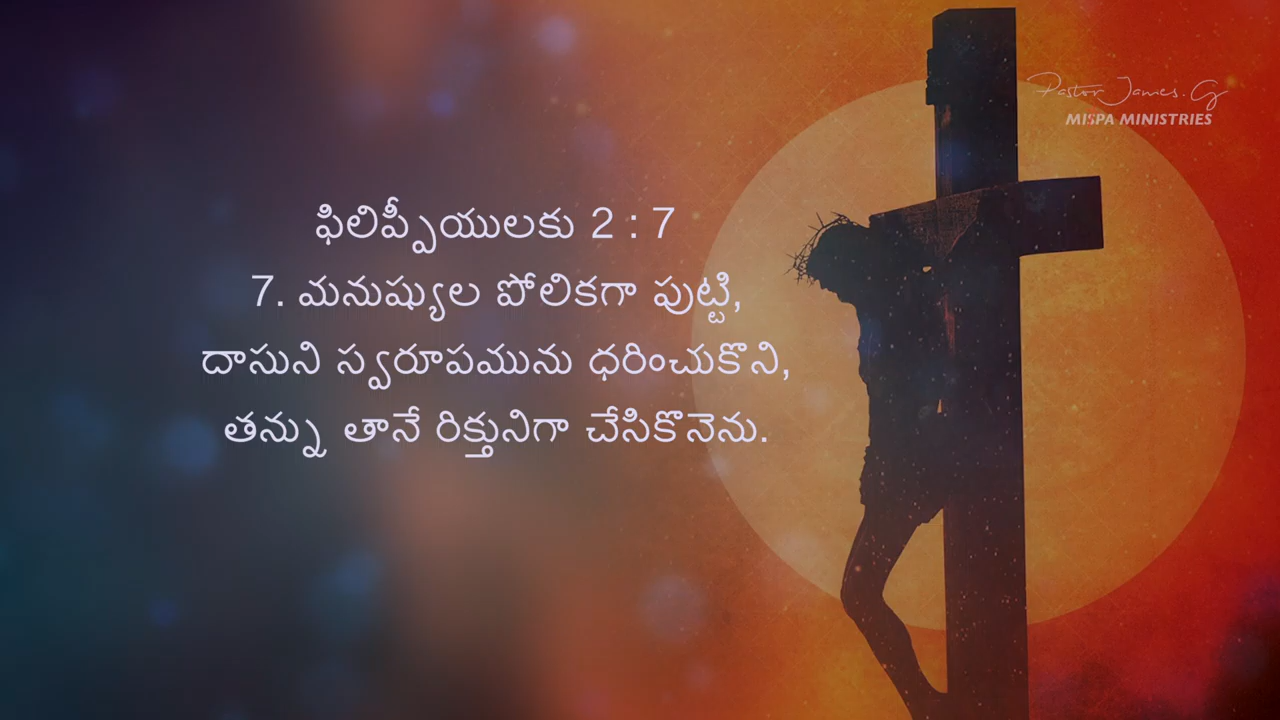 Pastor James.G
MISPA MINISTRIES
ఫిలిప్పీయులకు 2 : 7
7. మనుష్యుల పోలికగా పుట్టి,
దాసుని స్వరూపమును ధరించుకొని,
తన్ను తానే రిక్తునిగా చేసికొనెను.